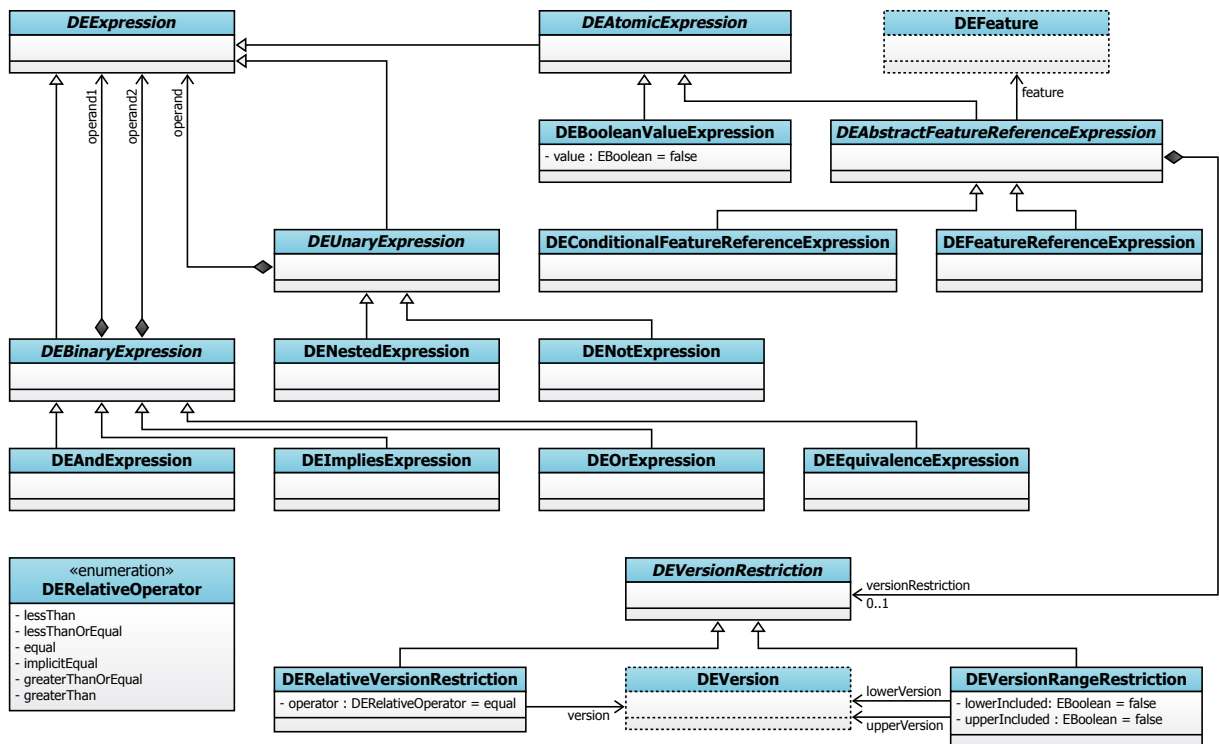 DEExpression
DEAtomicExpression
DEFeature
operand1
operand2
operand
feature
DEBooleanValueExpression
- value : EBoolean = false
DEAbstractFeatureReferenceExpression
DEUnaryExpression
DEConditionalFeatureReferenceExpression
DEFeatureReferenceExpression
DEBinaryExpression
DENestedExpression
DENotExpression
DEAndExpression
DEImpliesExpression
DEOrExpression
DEEquivalenceExpression
«enumeration»
DERelativeOperator
- lessThan
- lessThanOrEqual
- equal
- implicitEqual
- greaterThanOrEqual
- greaterThan
DEVersionRestriction
versionRestriction
0..1
DERelativeVersionRestriction
- operator : DERelativeOperator = equal
version
DEVersion
lowerVersion
upperVersion
DEVersionRangeRestriction
- lowerIncluded: EBoolean = false
- upperIncluded : EBoolean = false